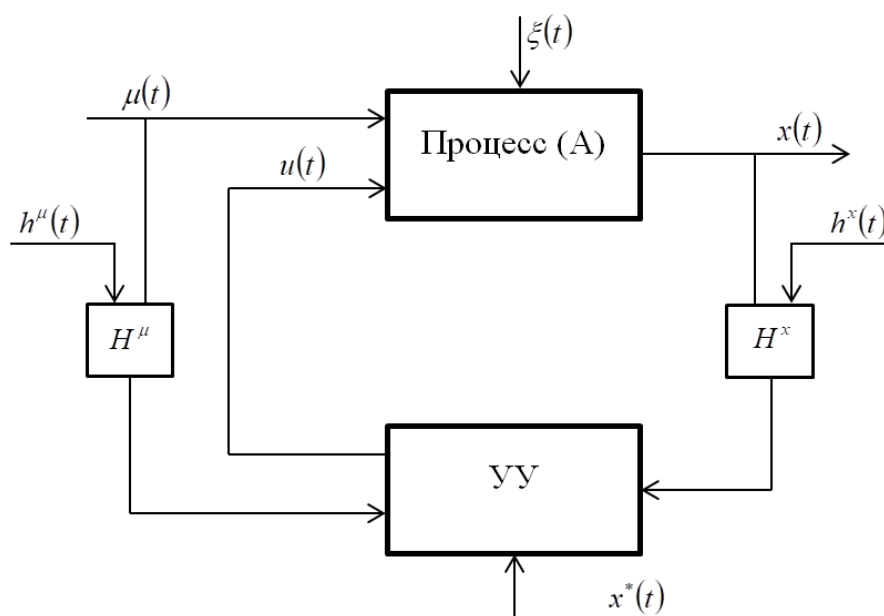 ξ(t)
μ(t)
Процесс (А)
x(t)
u(t)
h^μ(t)
h^x(t)
H^μ
H^x
УУ
x*(t)